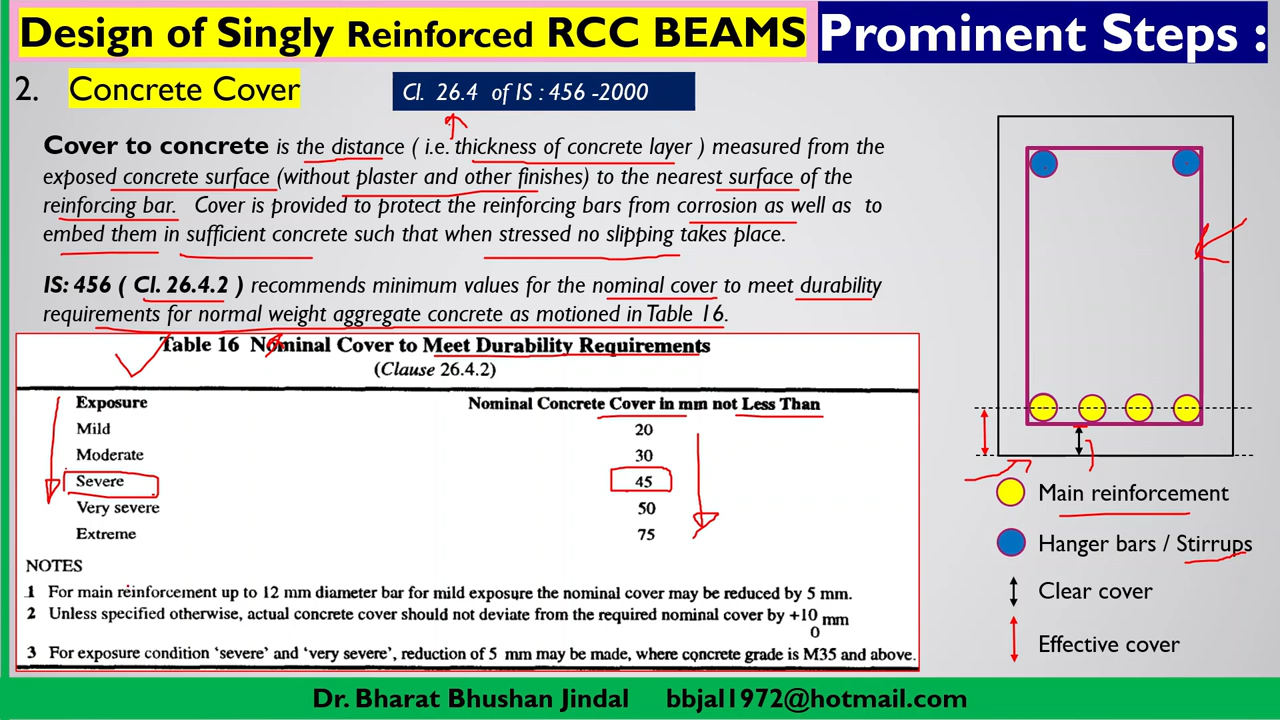 Design of Singly Reinforced RCC BEAMS Prominent Steps :
2. Concrete Cover
Cl. 26.4 of IS : 456 -2000
Cover to concrete is the distance ( i.e. thickness of concrete layer ) measured from the
exposed concrete surface (without plaster and other finishes) to the nearest surface of the
reinforcing bar. Cover is provided to protect the reinforcing bars from corrosion as well as to
embed them in sufficient concrete such that when stressed no slipping takes place.
IS: 456 ( Cl. 26.4.2 ) recommends minimum values for the nominal cover to meet durability
requirements for normal weight aggregate concrete as motioned in Table 16.
Table 16 Nominal Cover to Meet Durability Requirements
(Clause 26.4.2)
Exposure Nominal Concrete Cover in mm not Less Than
Mild 20
Moderate 30
Severe 45
Very severe 50
Extreme 75
NOTES
1 For main reinforcement up to 12 mm diameter bar for mild exposure the nominal cover may be reduced by 5 mm.
2 Unless specified otherwise, actual concrete cover should not deviate from the required nominal cover by +10 mm
0
3 For exposure condition 'severe' and 'very severe', reduction of 5 mm may be made, where concrete grade is M35 and above.
Main reinforcement
Hanger bars / Stirrups
Clear cover
Effective cover
Dr. Bharat Bhushan Jindal bbjal1972@hotmail.com